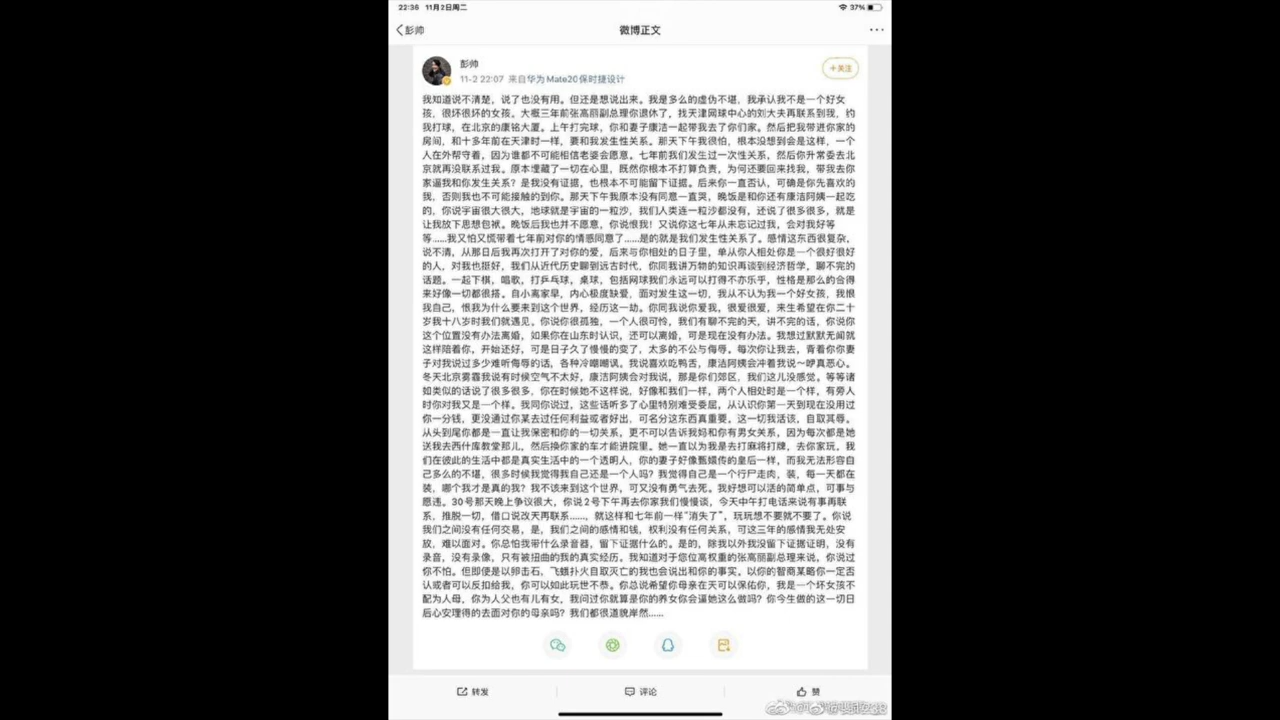 22:36 11月2日周二
37%
彭帅
微博正文
彭帅
11-2 22:07 来自华为Mate20保时捷设计
+关注
我知道说不清楚，说了也没有用。但还是想说出来。我是多么的虚伪不堪，我承认我不是一个好女
孩，很坏很坏的女孩。大概三年前张高丽副总理你退休了，找天津网球中心的刘大夫再联系到我，约
我打球，在北京的康铭大厦。上午打完球，你和妻子康洁一起带我去了你们家。然后把我带进你家的
房间，和十多年前在天津时一样，要和我发生性关系。那天下午我很怕，根本没想到会是这样，一个
人在外帮守着，因为谁都不可能相信老婆会愿意。七年前我们发生过一次性关系，然后你升常委去北
京就再没联系过我。原本埋藏了一切在心里，既然你根本不打算负责，为何还要回来找我，带我去你
家逼我和你发生关系？是我没有证据，也根本不可能留下证据。后来你一直否认，可确是你先喜欢的
我，否则我也不可能接触的到你。那天下午我原本没有同意一直哭，晚饭是和你还有康洁阿姨一起吃
的，你说宇宙很大很大，地球就是宇宙的一粒沙，我们人类连一粒沙都没有，还说了很多很多，就是
让我放下思想包袱。晚饭后我也并不愿意，你说恨我！又说你这七年从未忘记过我，会对我好等
等......我又怕又慌带着七年前对你的情感同意了......是的就是我们发生性关系了。感情这东西很复杂，
说不清，从那日后我再次打开了对你的爱，后来与你相处的日子里，单从你人相处你是一个很好很好
的人，对我也挺好，我们从近代历史聊到远古时代，你同我讲万物的知识再谈到经济哲学，聊不完的
话题。一起下棋，唱歌，打乒乓球，桌球，包括网球我们永远可以打得不亦乐乎，性格是那么的合得
来好像一切都很搭。自小离家早，内心极度缺爱，面对发生这一切，我从不认为我一个好女孩，我恨
我自己，恨我为什么要来到这个世界，经历这一劫。你同我说你爱我，很爱很爱，来生希望在你二十
岁我十八岁时我们就遇见。你说你很孤独，一个人很可怜，我们有聊不完的天，讲不完的话，你说你
这个位置没有办法离婚，如果你在山东时认识，还可以离婚，可是现在没有办法。我想过默默无闻就
这样陪着你，开始还好，可是日子久了慢慢的变了，太多的不公与侮辱。每次你让我去，背着你你妻
子对我说过多少难听侮辱的话，各种冷嘲嘲讽。我说喜欢吃鸭舌，康洁阿姨会冲着我说～咿真恶心。
冬天北京雾霾我说有时候空气不太好，康洁阿姨会对我说，那是你们郊区，我们这儿没感觉。等等诸
如类似的话说了很多很多，你在时候她不这样说，好像和我们一样，两个人相处时是一个样，有旁人
时你对我又是一个样。我同你说过，这些话听多了心里特别难受委屈，从认识你第一天到现在没用过
你一分钱，更没通过你某去过任何利益或者好出，可名分这东西真重要，这一切我活该，自取其辱。
从头到尾你都是一直让我保密和你的一切关系，更不可以告诉我妈和你有男女关系，因为每次都是她
送我去西什库教堂那儿，然后换你家的车才能进院里。她一直以为我是去打麻将打牌，去你家玩。我
们在彼此的生活中都是真实生活中的一个透明人，你的妻子好像甄嬛传的皇后一样，而我无法形容自
己多么的不堪，很多时候我觉得我自己还是一个人吗？我觉得自己是一个行尸走肉，装，每一天都在
装，哪个我才是真的我？我不该来到这个世界，可又没有勇气去死。我好想可以活的简单点，可事与
愿违。30号那天晚上争议很大，你说2号下午再去你家我们慢慢谈，今天中午打电话来说有事再联
系，推脱一切，借口说改天再联系......，就这样和七年前一样“消失了”，玩玩想不要就不要了。你说
我们之间没有任何交易，是，我们之间的感情和钱，权利没有任何关系，可这三年的感情我无处安
放，难以面对。你总怕我带什么录音器，留下证据什么的。是的，除我以外我没留下证据证明，没有
录音，没有录像，只有被扭曲的我的真实经历。我知道对于您位高权重的张高丽副总理来说，你说过
你不怕。但即便是以卵击石，飞蛾扑火自取灭亡的我也会说出和你的事实。以你的智商某略你一定否
认或者可以反扣给我，你可以如此玩世不恭。你总说希望你母亲在天可以保佑你，我是一个坏女孩不
配为人母，你为人父也有儿有女，我问过你就算是你的养女你会逼她这么做吗？你今生做的这一切日
后心安理得的去面对你的母亲吗？我们都很道貌岸然......
转发
评论
赞